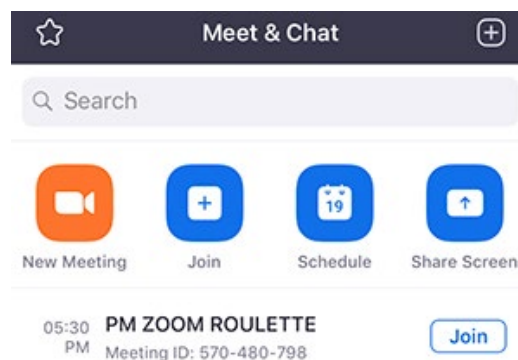 Meet & Chat
Search
19
New Meeting
Join
Schedule
Share Screen
05:30
PM
PM ZOOM ROULETTE
Meeting ID: 570-480-798
Join